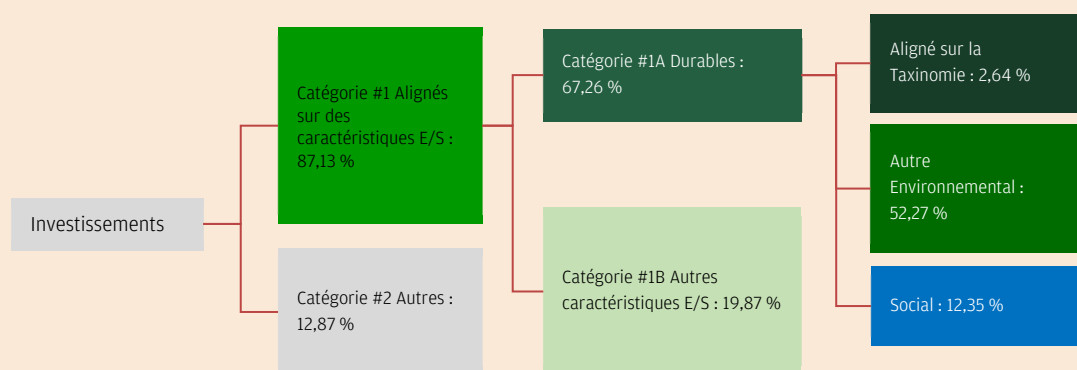 Investissements
Catégorie #1 Alignés
sur des
caractéristiques E/S :
87,13 %
Catégorie #2 Autres :
12,87 %
Catégorie #1A Durables :
67,26 %
Catégorie #1B Autres
caractéristiques E/S : 19,87 %
Aligné sur la
Taxinomie : 2,64 %
Autre
Environnemental :
52,27 %
Social : 12,35 %